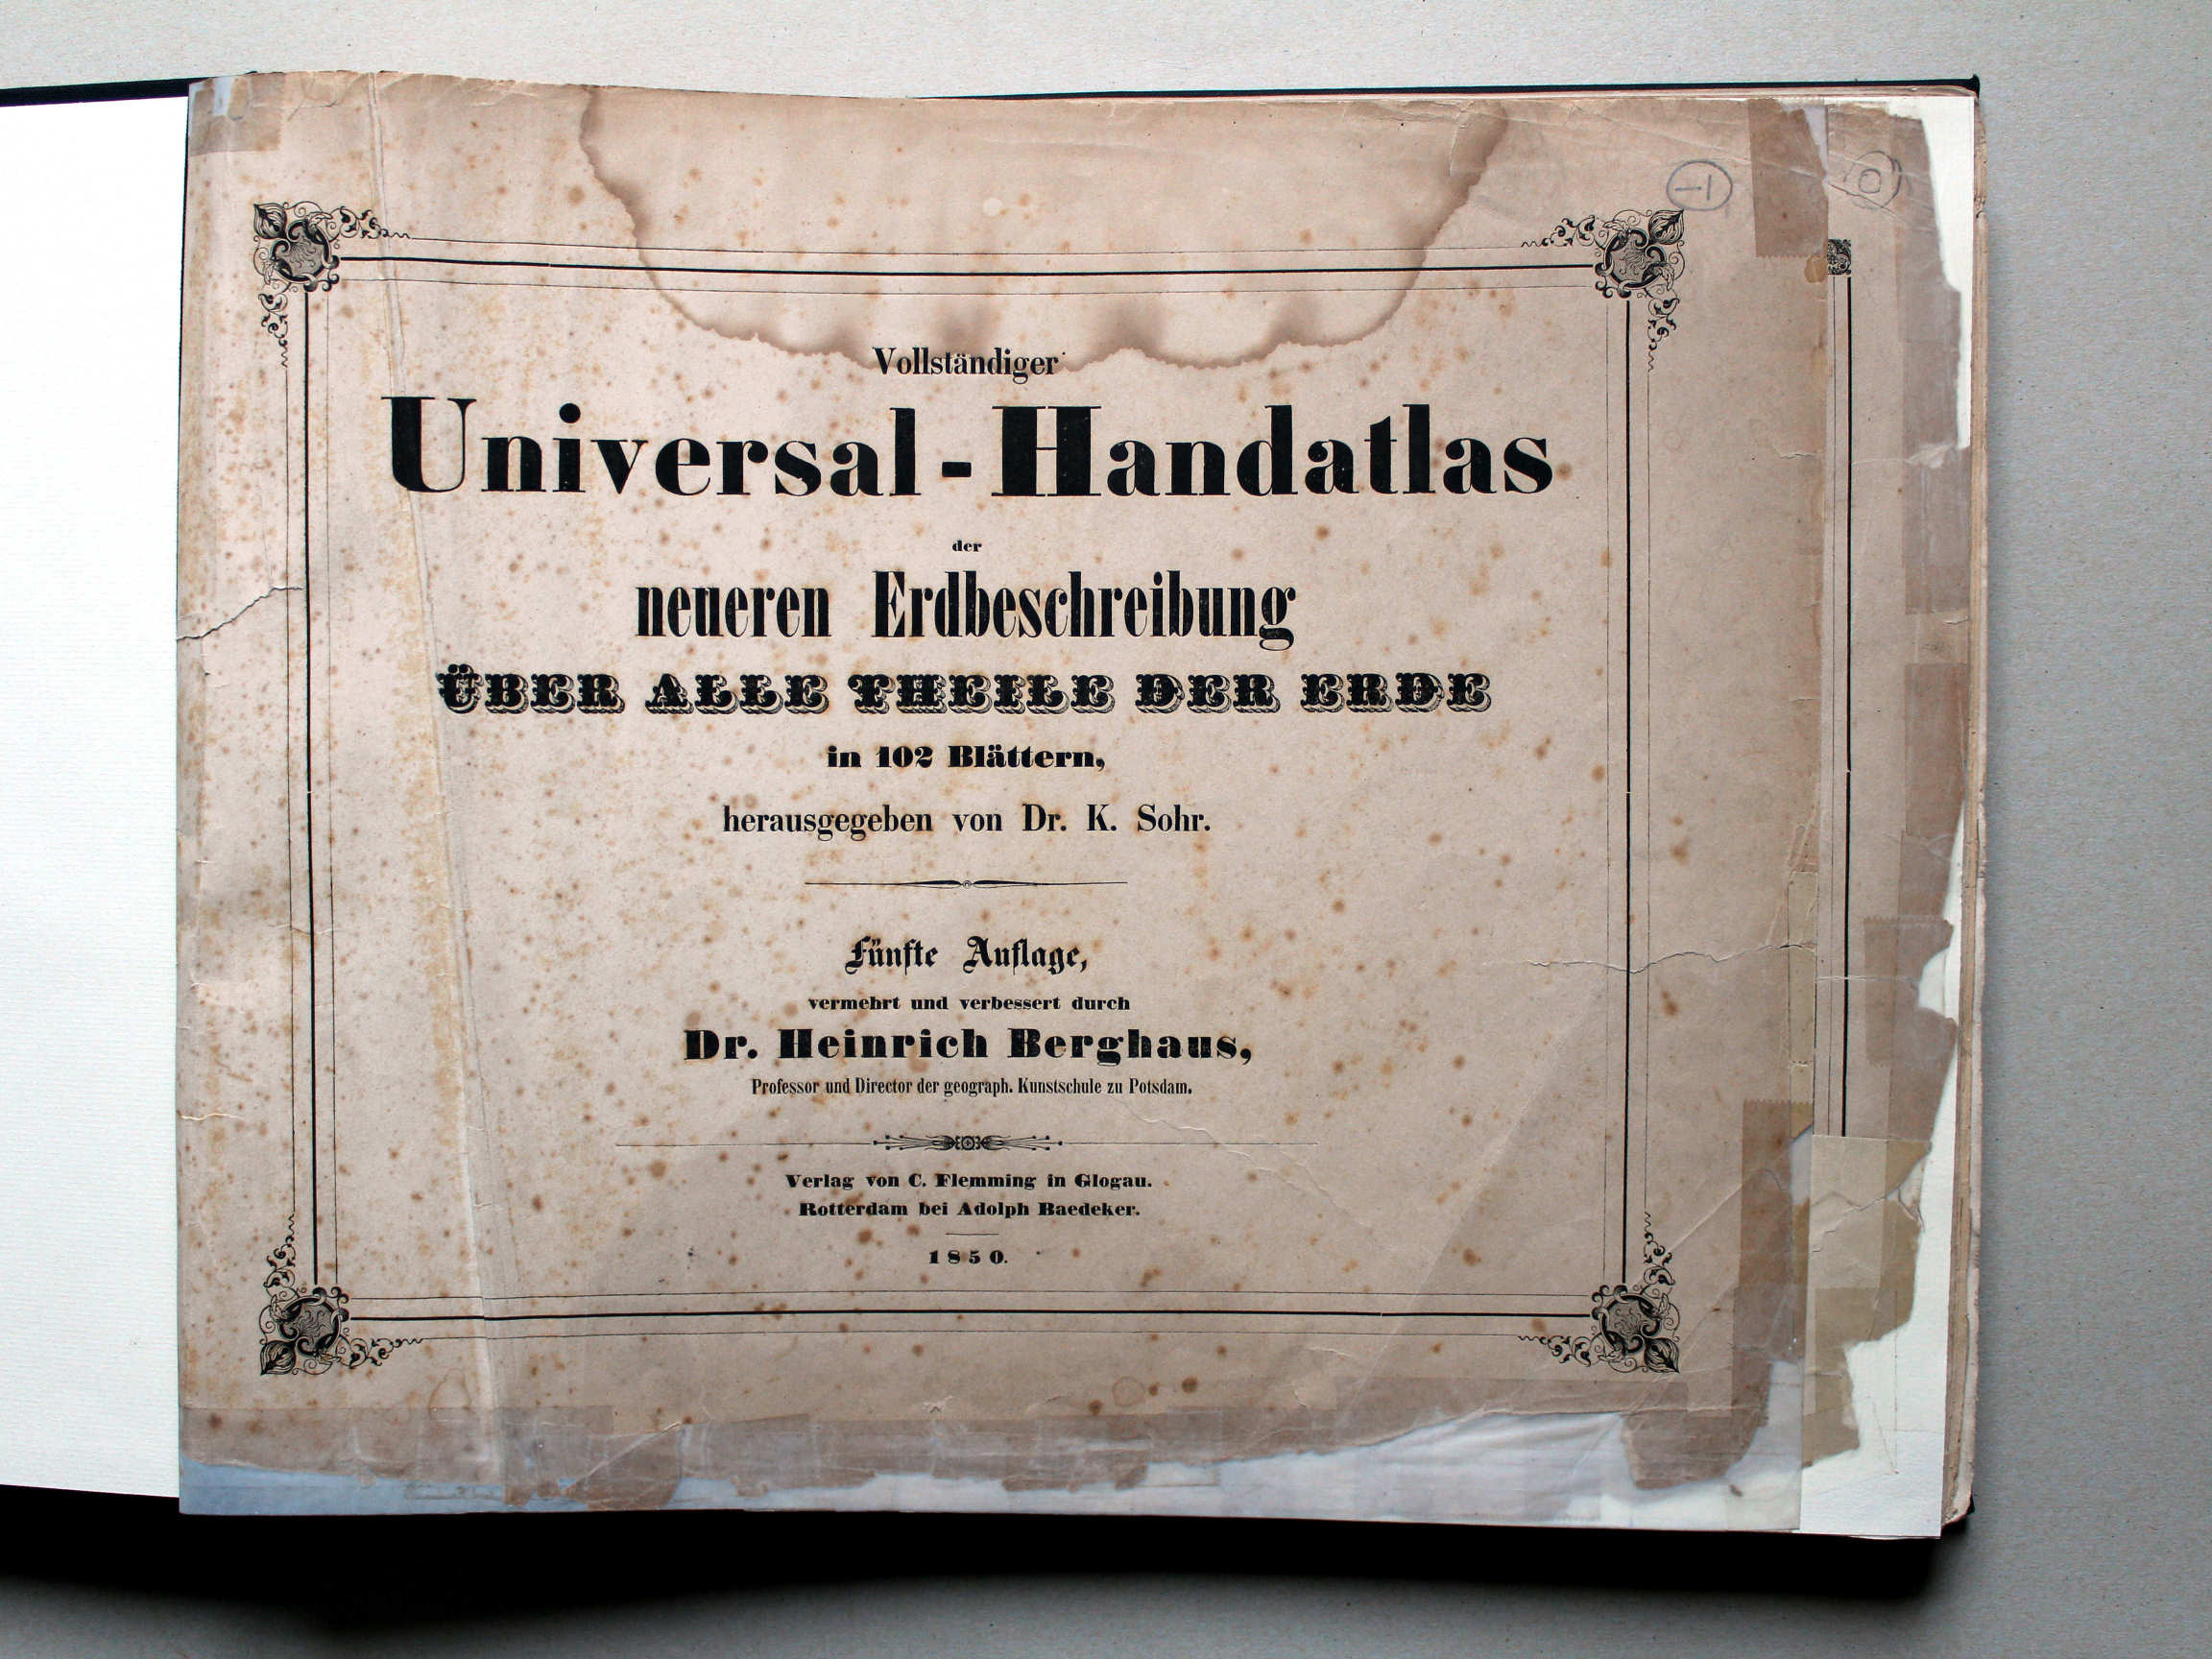 Vollständiger
Universal-Handatlas
der
neueren Erdbeschreibung
ÜBER ALLE THEILE DER ERDE
in 102 Blättern,
herausgegeben von Dr. K. Sohr.
Fünfte Auflage,
vermehrt und verbessert durch
Dr. Heinrich Berghaus,
Professor und Director der geograph. Kunstschule zu Potsdam.
Verlag von C. Flemming in Glogau.
Rotterdam bei Adolph Baedeker.
1850.